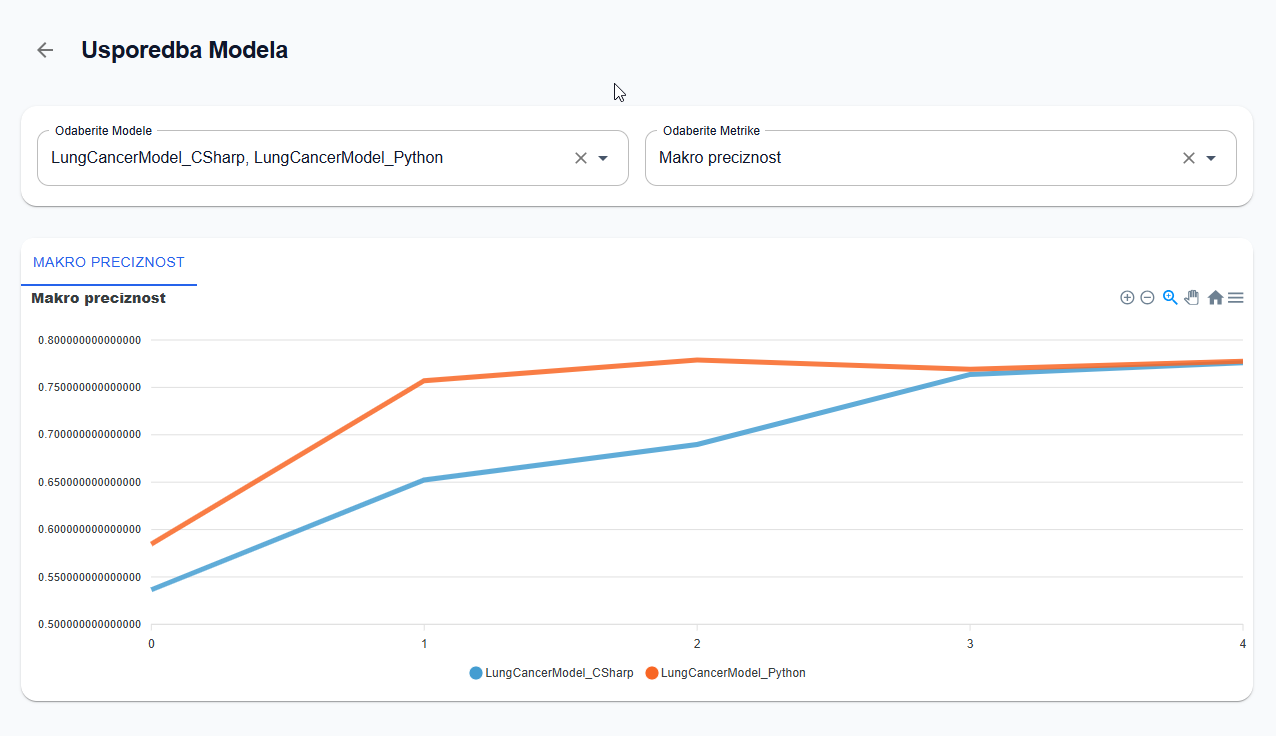 Usporedba Modela
Odaberite Modele
LungCancerModel_CSharp, LungCancerModel_Python
Odaberite Metrike
Makro preciznost
MAKRO PRECIZNOST
Makro preciznost
0.800000000000000
0.750000000000000
0.700000000000000
0.650000000000000
0.600000000000000
0.550000000000000
0.500000000000000
0 1 2 3 4
LungCancerModel_CSharp LungCancerModel_Python